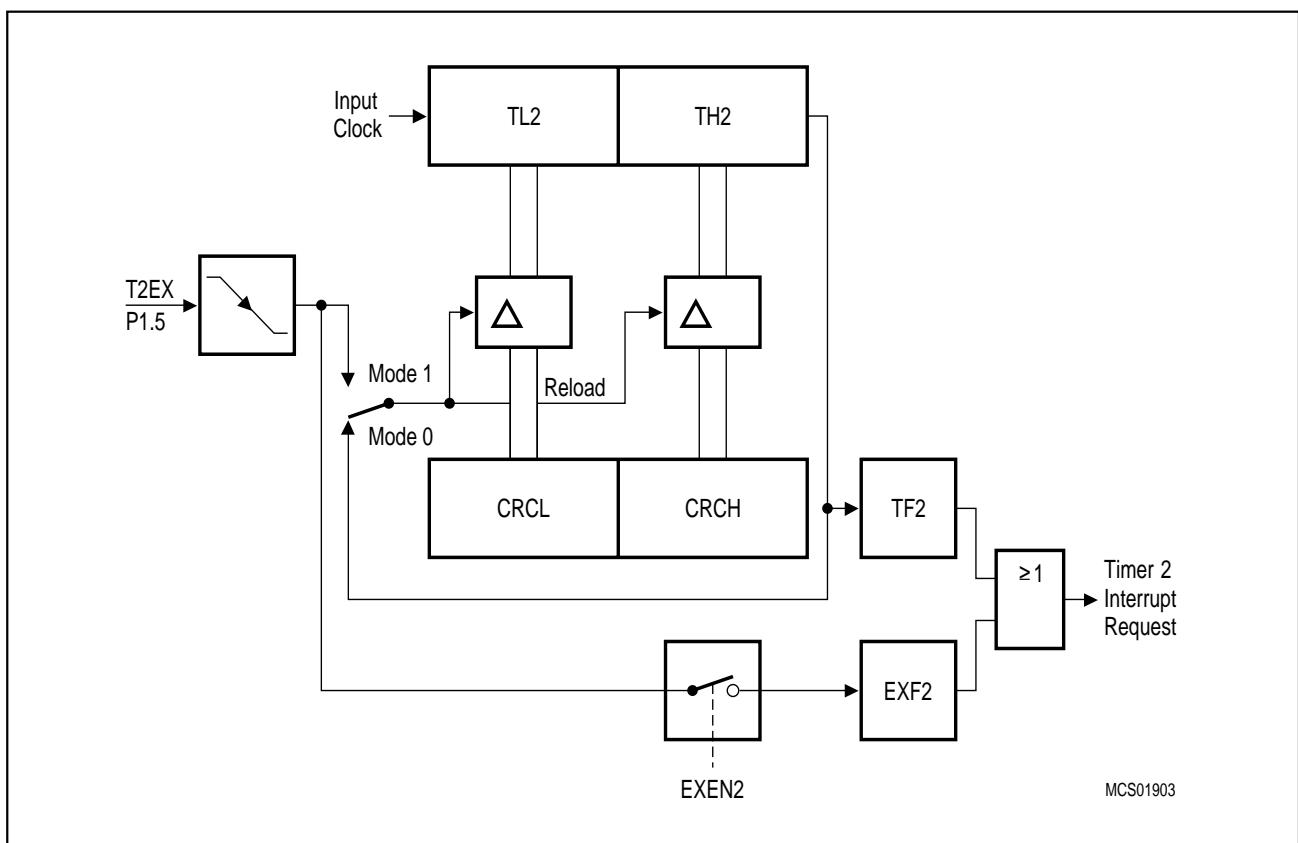 Input
Clock
TL2
TH2
T2EX
P1.5
Mode 1
Reload
Mode 0
CRCL
CRCH
TF2
≥1
Timer 2
Interrupt
Request
EXF2
EXEN2
MCS01903